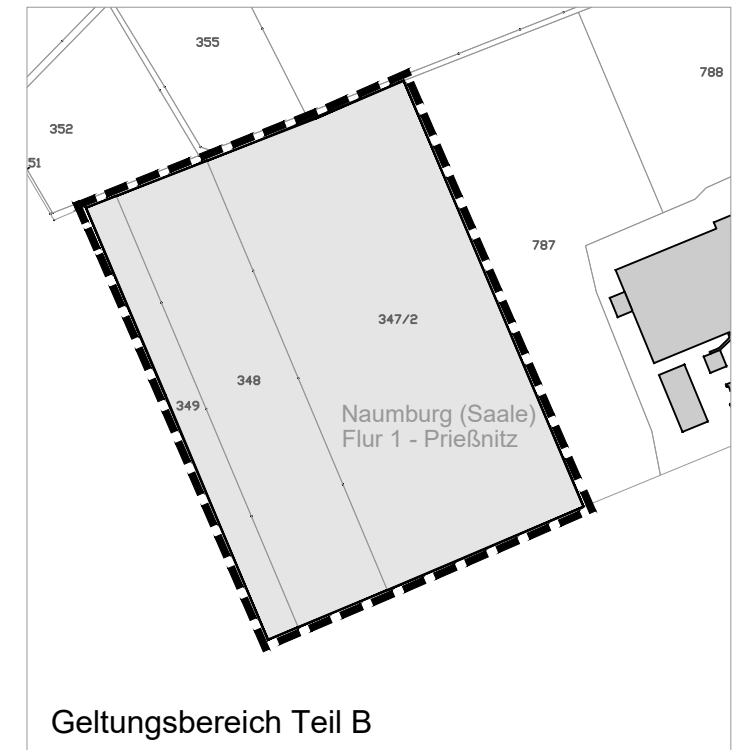 355
788
352
51
787
347/2
348
349
Naumburg (Saale)
Flur 1 - Prießnitz
Geltungsbereich Teil B